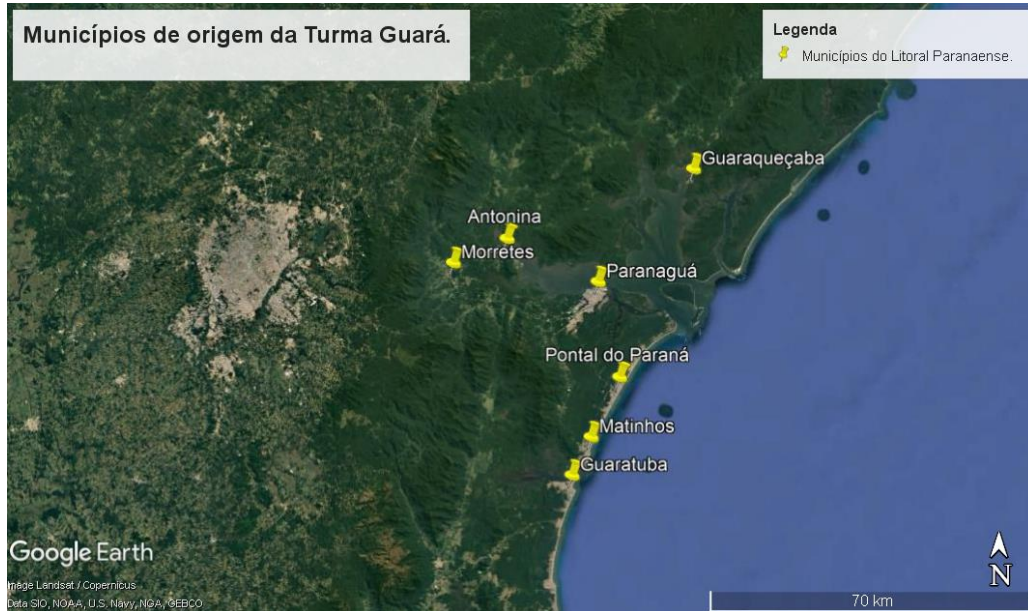 Municípios de origem da Turma Guará.
Legenda
Municípios do Litoral Paranaense.
Guaraqueçaba
Antonina
Morretes
Paranaguá
Pontal do Paraná
Matinhos
Guaratuba
Google Earth
Image Landsat / Copernicus
Data SIO, NOAA, U.S. Navy, NGA, GEBCO
N
70 km